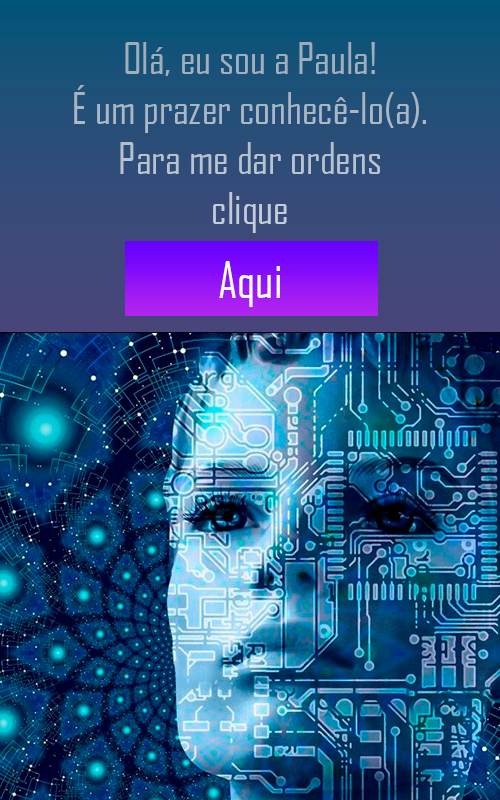 Olá, eu sou a Paula!
É um prazer conhecê-lo(a).
Para me dar ordens
clique
Aqui